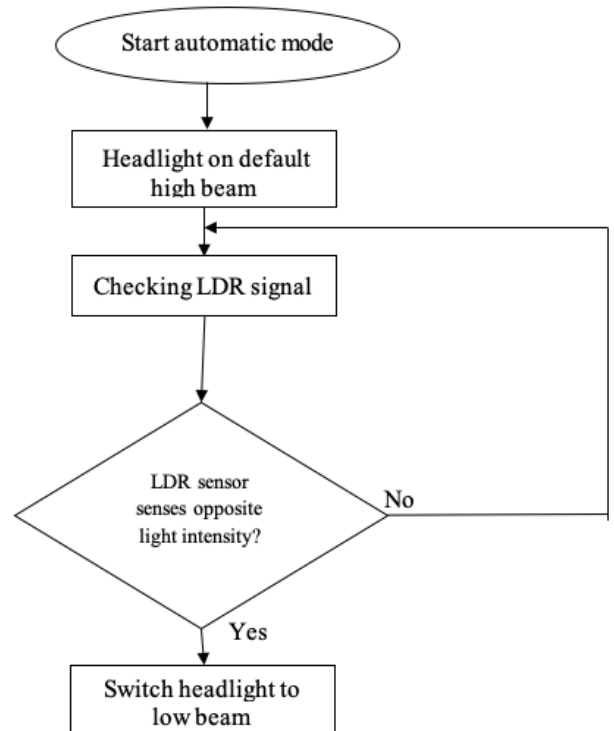 Start automatic mode
Headlight on default
high beam
Checking LDR signal
LDR sensor
senses opposite
light intensity?
No
Yes
Switch headlight to
low beam